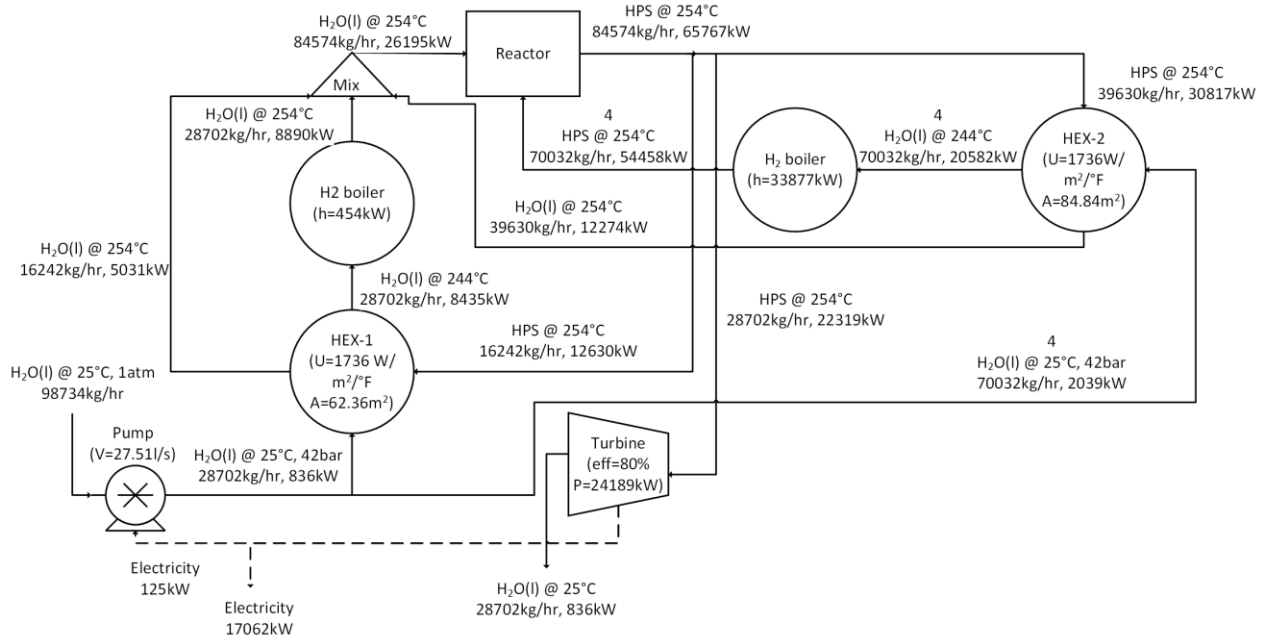 H₂O(l) @ 254°C
84574kg/hr, 26195kW
Reactor
HPS @ 254°C
84574kg/hr, 65767kW
Mix
H₂O(l) @ 254°C
28702kg/hr, 8890kW
4
HPS @ 254°C
70032kg/hr, 54458kW
H₂ boiler
(h=33877kW)
4
H₂O(l) @ 244°C
70032kg/hr, 20582kW
HPS @ 254°C
39630kg/hr, 30817kW
HEX-2
(U=1736W/
m²/°F
A=84.84m²)
H2 boiler
(h=454kW)
H₂O(l) @ 254°C
39630kg/hr, 12274kW
H₂O(l) @ 254°C
16242kg/hr, 5031kW
H₂O(l) @ 244°C
28702kg/hr, 8435kW
HPS @ 254°C
28702kg/hr, 22319kW
HEX-1
(U=1736 W/
m²/°F
A=62.36m²)
HPS @ 254°C
16242kg/hr, 12630kW
4
H₂O(l) @ 25°C, 42bar
70032kg/hr, 2039kW
H₂O(l) @ 25°C, 1atm
98734kg/hr
Pump
(V=27.51l/s)
H₂O(l) @ 25°C, 42bar
28702kg/hr, 836kW
Turbine
(eff=80%
P=24189kW)
Electricity
125kW
Electricity
17062kW
H₂O(l) @ 25°C
28702kg/hr, 836kW